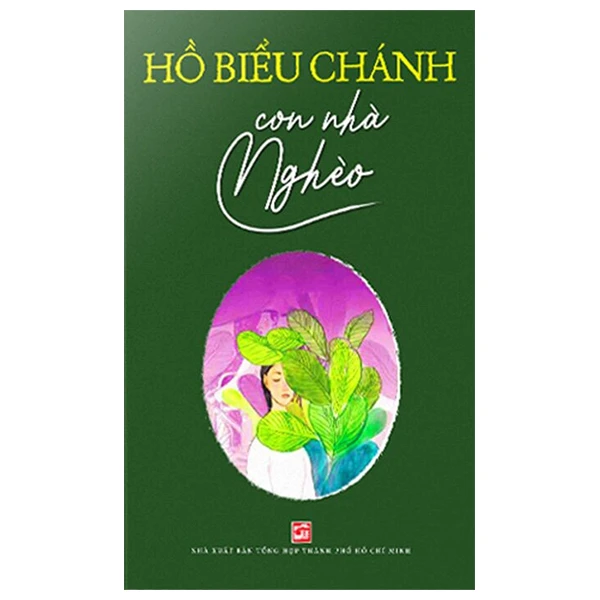 HỒ BIỂU CHÁNH
con nhà
Nghèo
NHÀ XUẤT BẢN TỔNG HỢP THÀNH PHỐ HỒ CHÍ MINH